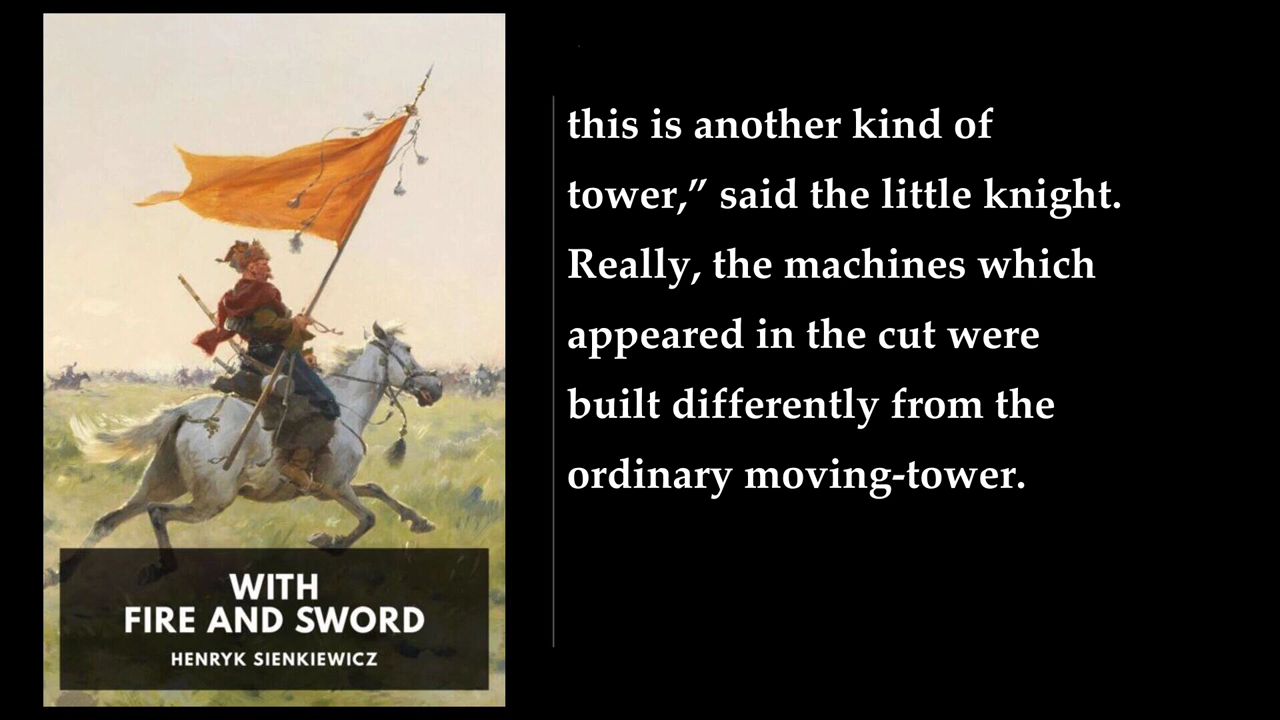 WITH
FIRE AND SWORD
HENRYK SIENKIEWICZ
this is another kind of
tower,” said the little knight.
Really, the machines which
appeared in the cut were
built differently from the
ordinary moving-tower.